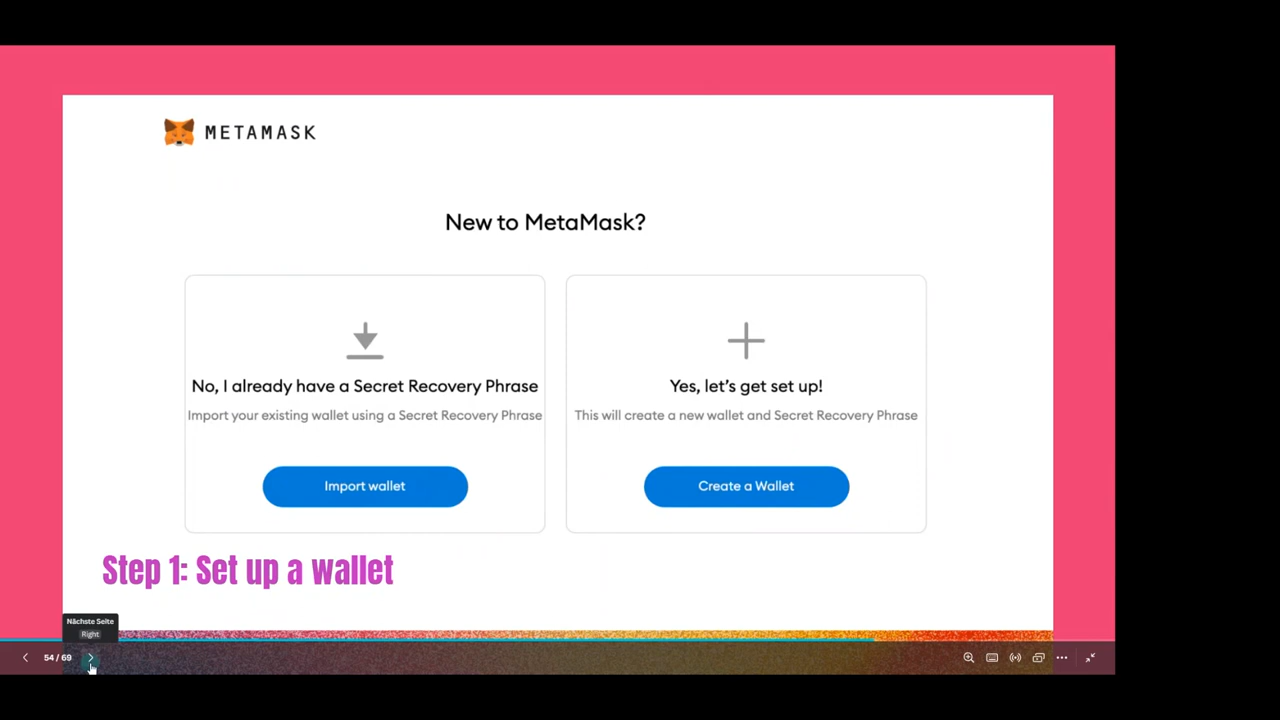 METAMASK
New to MetaMask?
No, I already have a Secret Recovery Phrase
Import your existing wallet using a Secret Recovery Phrase
Import wallet
Yes, let's get set up!
This will create a new wallet and Secret Recovery Phrase
Create a Wallet
Step 1: Set up a wallet
Nächste Seite
Right
54 / 69